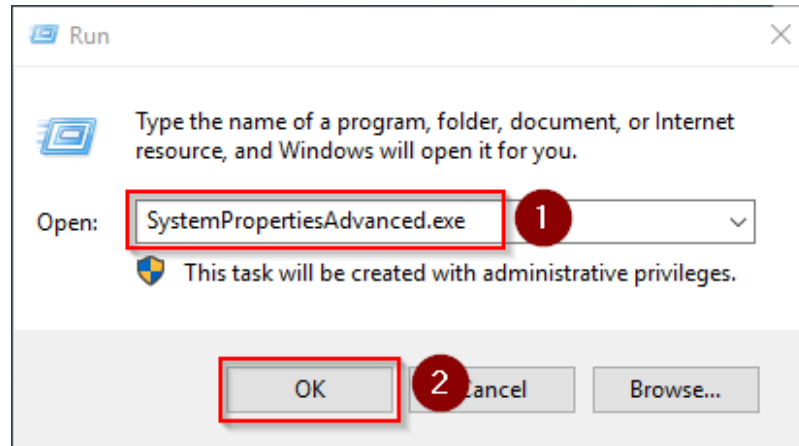 Run
Type the name of a program, folder, document, or Internet
resource, and Windows will open it for you.
Open: SystemPropertiesAdvanced.exe 1
This task will be created with administrative privileges.
OK 2 ancel Browse...